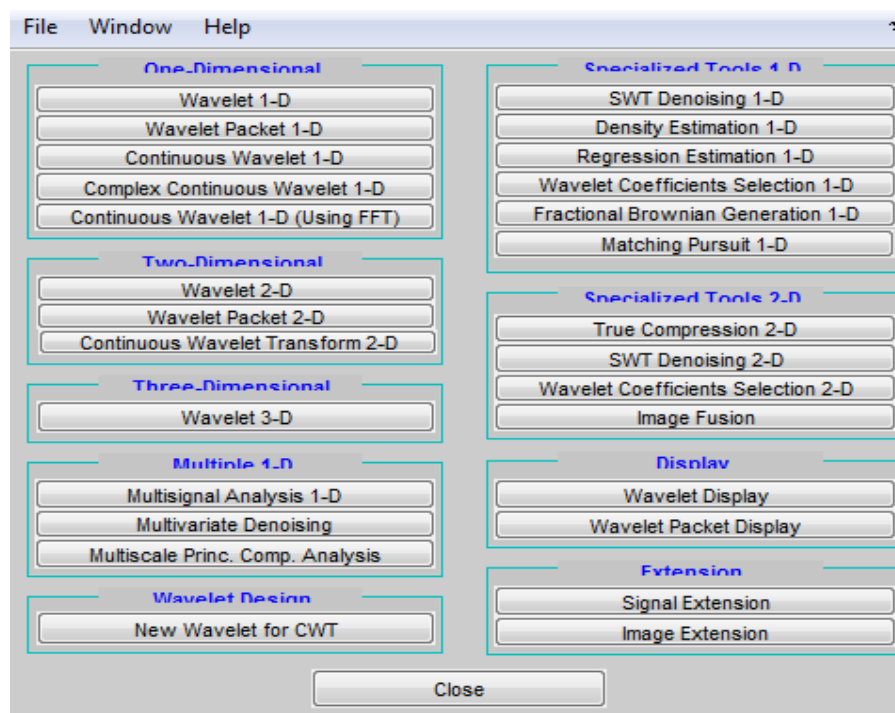 File Window Help
One-Dimensional
Wavelet 1-D
Wavelet Packet 1-D
Continuous Wavelet 1-D
Complex Continuous Wavelet 1-D
Continuous Wavelet 1-D (Using FFT)
Two-Dimensional
Wavelet 2-D
Wavelet Packet 2-D
Continuous Wavelet Transform 2-D
Three-Dimensional
Wavelet 3-D
Multiple 1-D
Multisignal Analysis 1-D
Multivariate Denoising
Multiscale Princ. Comp. Analysis
Wavelet Design
New Wavelet for CWT
Specialized Tools 1-D
SWT Denoising 1-D
Density Estimation 1-D
Regression Estimation 1-D
Wavelet Coefficients Selection 1-D
Fractional Brownian Generation 1-D
Matching Pursuit 1-D
Specialized Tools 2-D
True Compression 2-D
SWT Denoising 2-D
Wavelet Coefficients Selection 2-D
Image Fusion
Display
Wavelet Display
Wavelet Packet Display
Extension
Signal Extension
Image Extension
Close